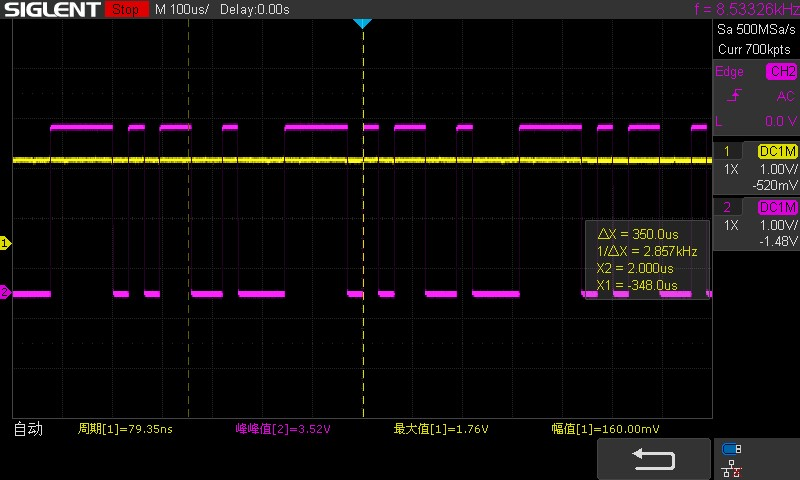 SIGLENT Stop M 100us/ Delay:0.00s f = 8.53326kHz
Sa 500MSa/s
Curr 700kpts
Edge CH2
AC
L 0.0 V
1 DC1M
1X 1.00V/
-520mV
2 DC1M
1X 1.00V/
-1.48V
1
2
△X = 350.0us
1/△X = 2.857kHz
X2 = 2.000us
X1 = -348.0us
自动 周期[1]=79.35ns 峰峰值[2]=3.52V 最大值[1]=1.76V 幅值[1]=160.00mV